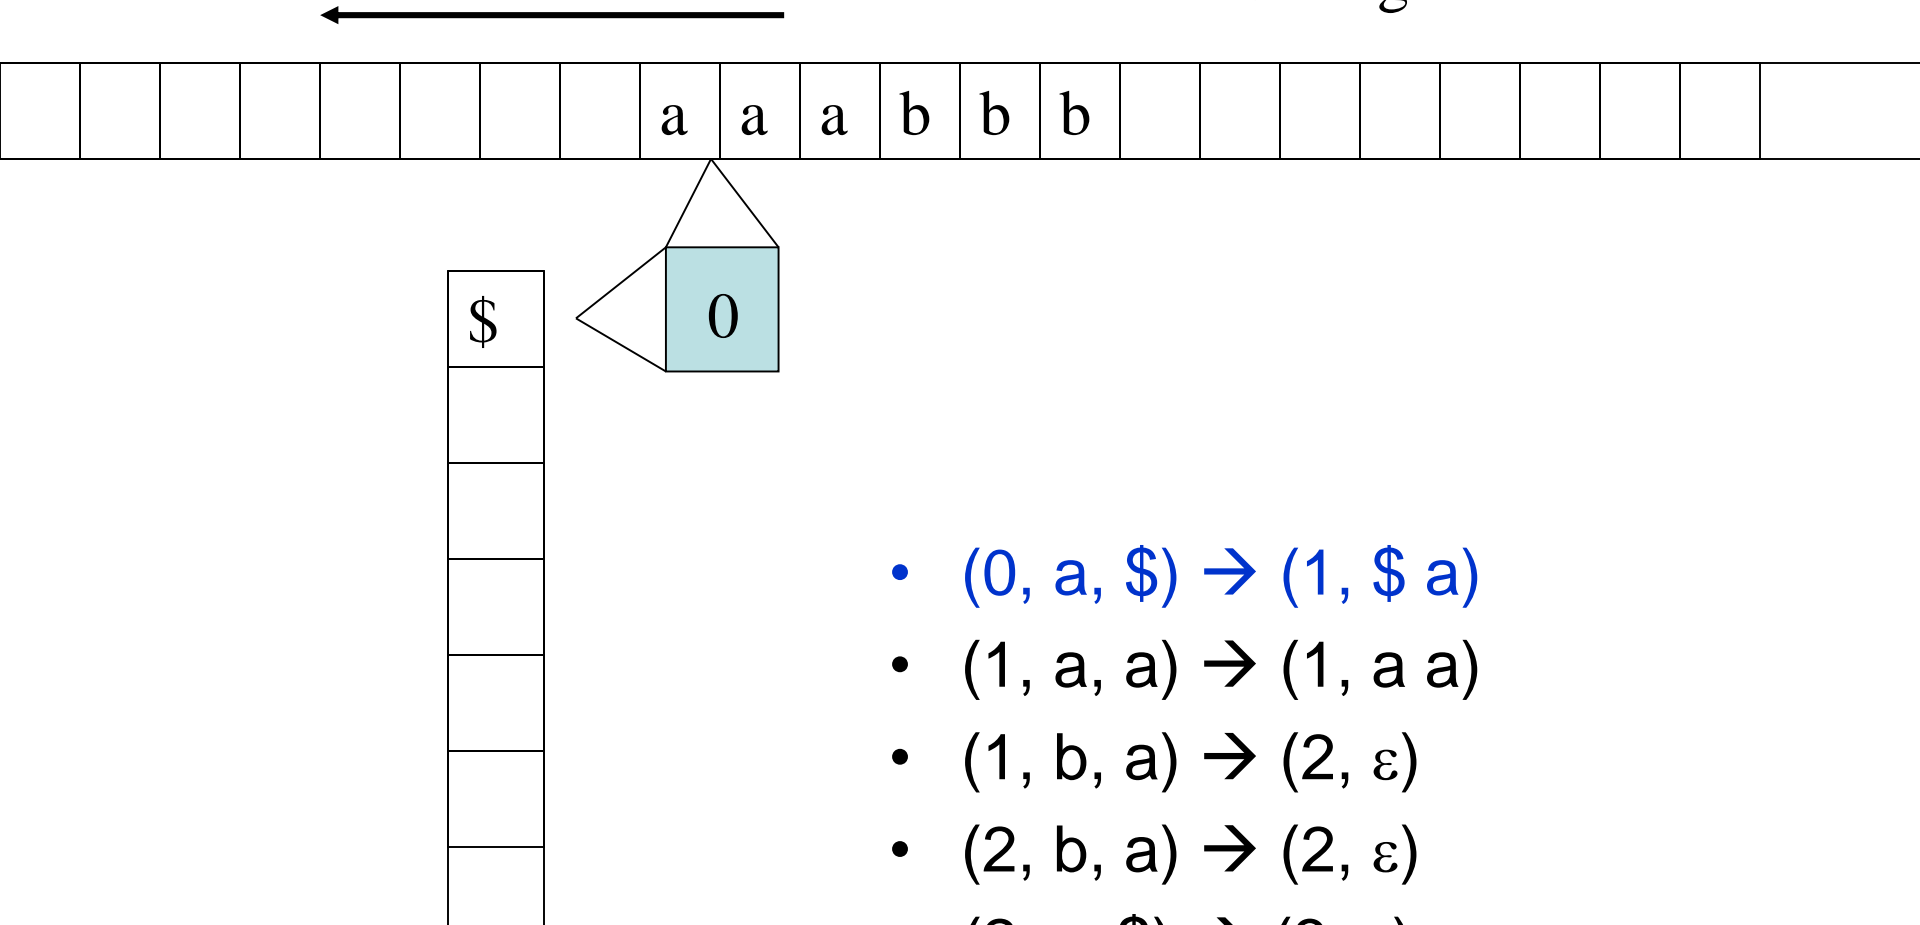 a a a b b b
$
0
• (0, a, $) → (1, $ a)
• (1, a, a) → (1, a a)
• (1, b, a) → (2, ε)
• (2, b, a) → (2, ε)